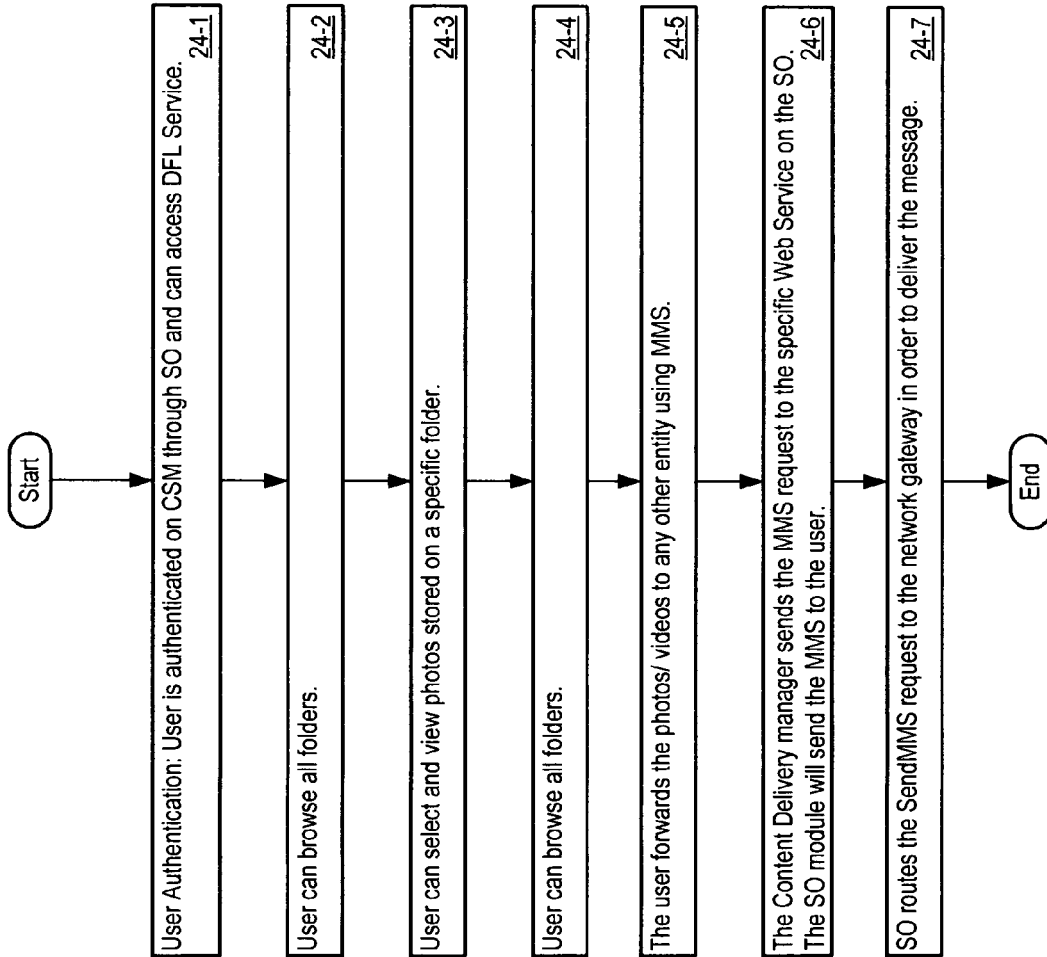 Start
User Authentication: User is authenticated on CSM through SO and can access DFL Service.
24-1
User can browse all folders.
24-2
User can select and view photos stored on a specific folder.
24-3
User can browse all folders.
24-4
The user forwards the photos/ videos to any other entity using MMS.
24-5
The Content Delivery manager sends the MMS request to the specific Web Service on the SO.
The SO module will send the MMS to the user.
24-6
SO routes the SendMMS request to the network gateway in order to deliver the message.
24-7
End